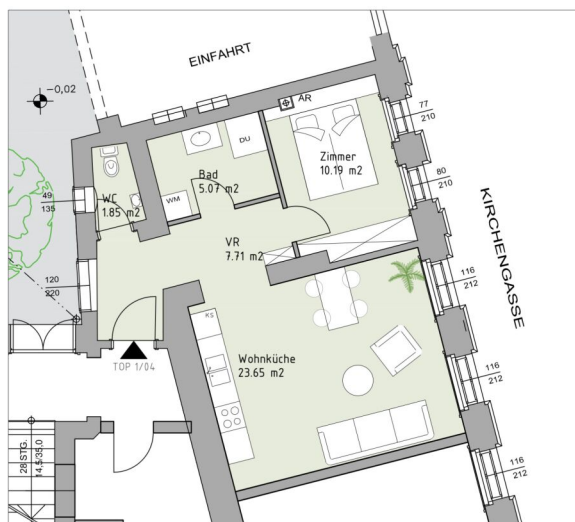 EINFAHRT
-0,02
AR
77
210
DU
Bad
5.07 m2
Zimmer
10.19 m2
80
210
WC
1.85 m2
WM
49
135
KIRCHENGASSE
VR
7.71 m2
120
220
116
212
KS
TOP 1/04
Wohnküche
23.65 m2
116
212
28 STG.
14,5/35,0
116
212